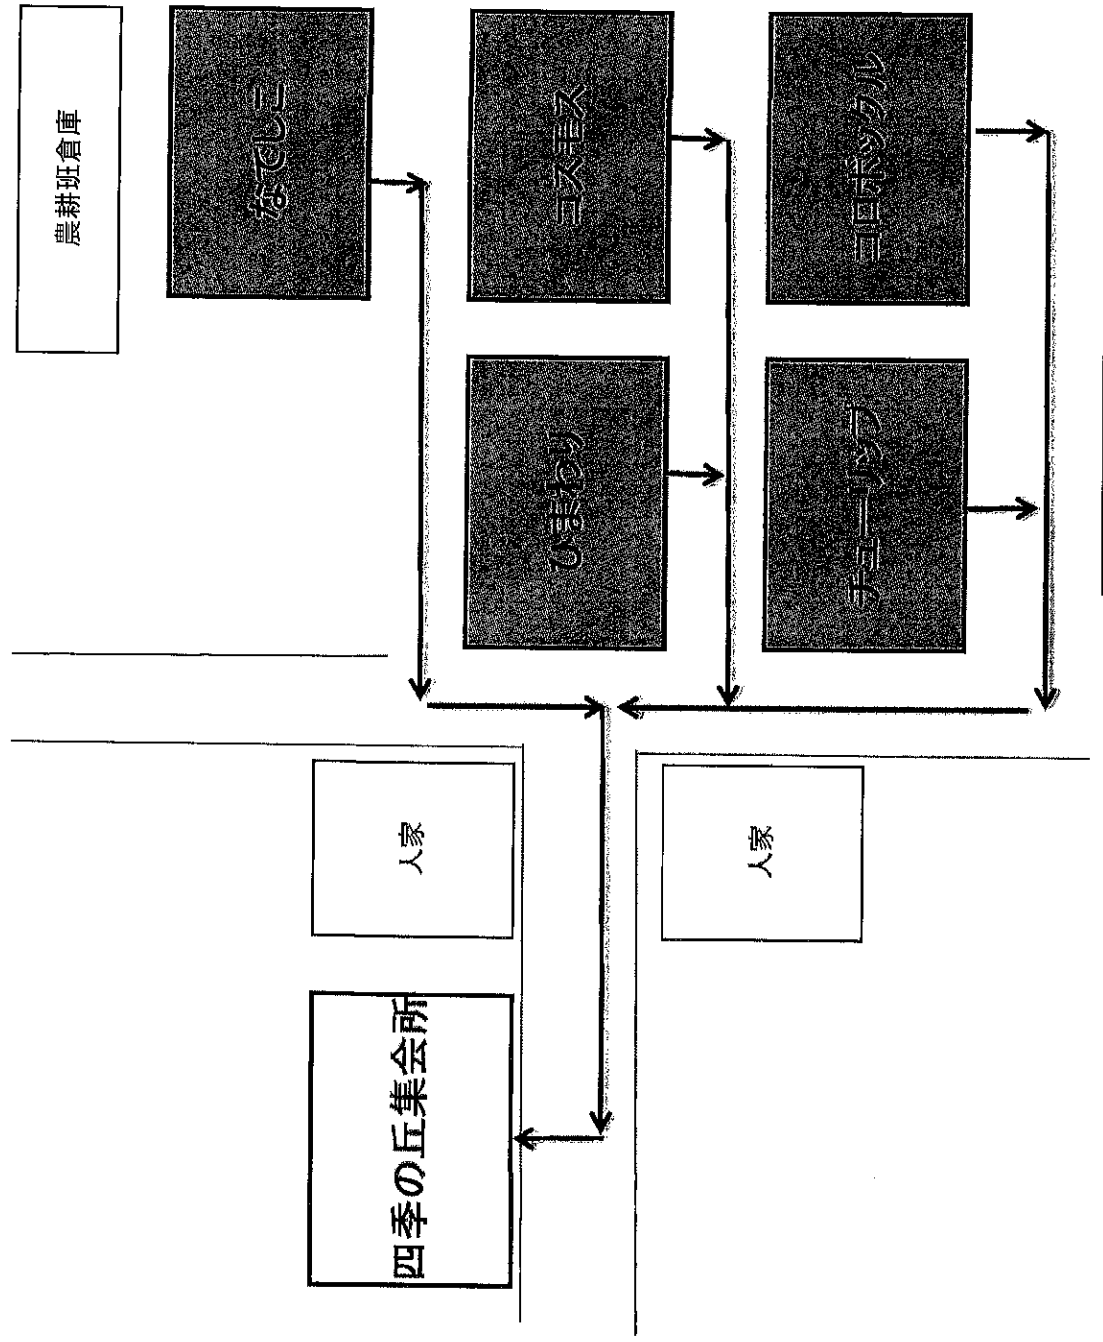 農耕班倉庫
なでしこ
四季の丘集会所
人家
ひまわり
コスモス
人家
チューリップ
コロボックル